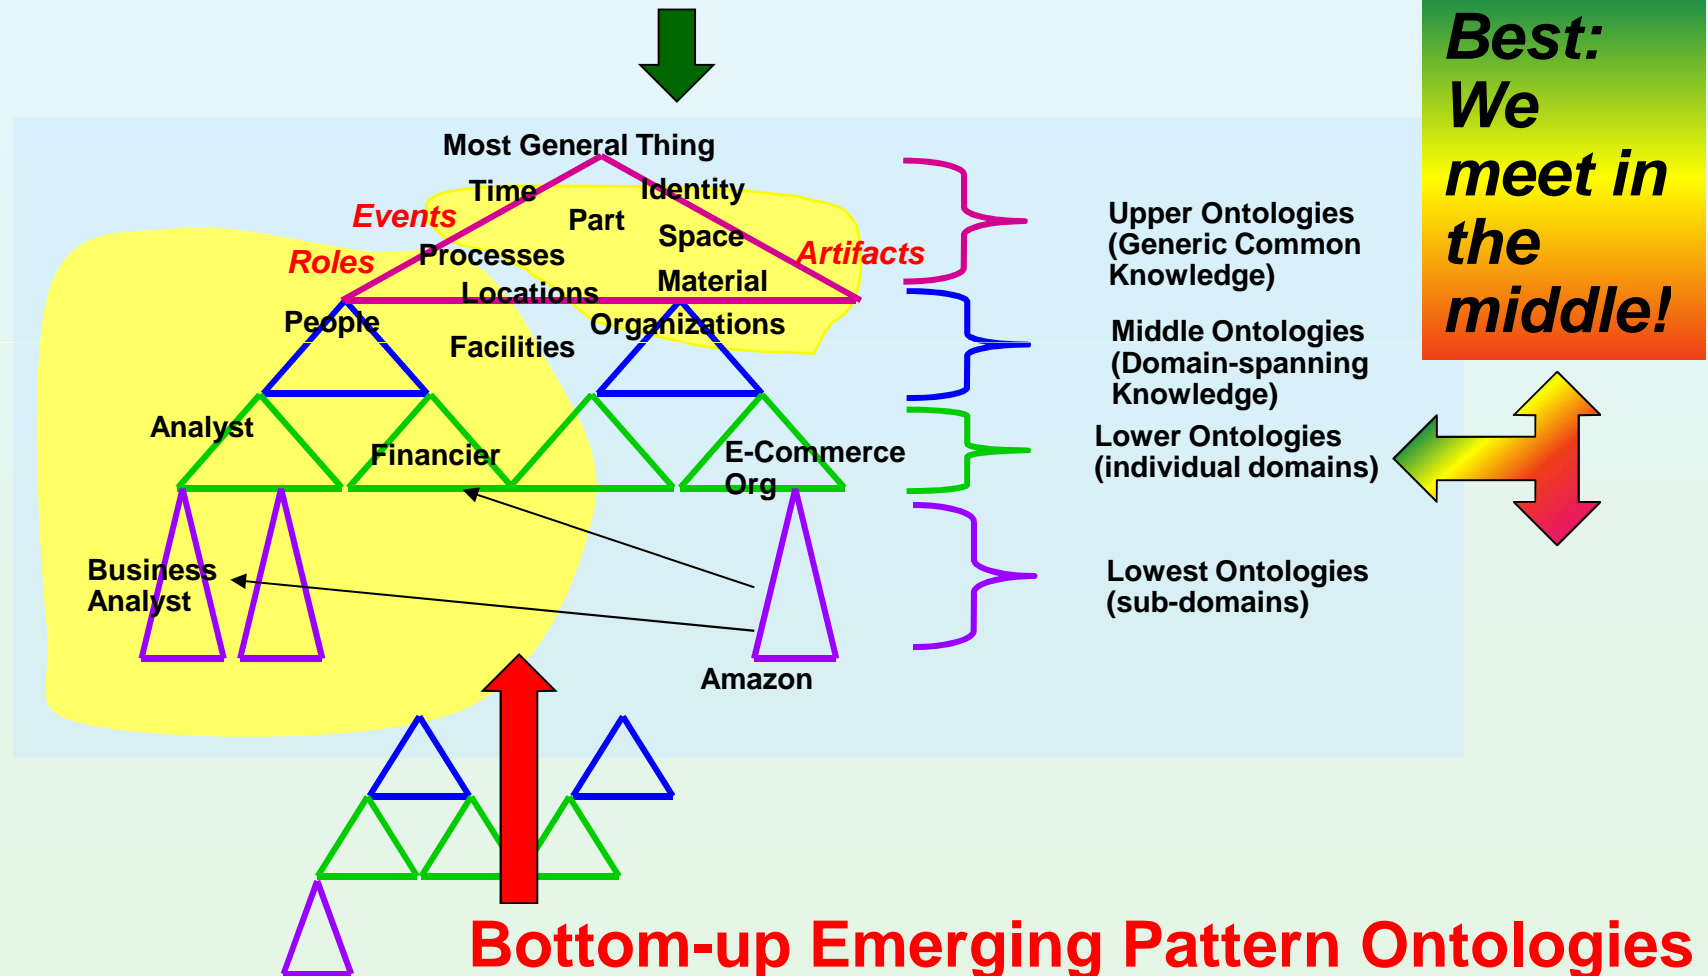 Best:
We
meet in
the
middle!
Most General Thing
Time
Identity
Events
Part
Space
Roles
Processes
Artifacts
Locations
Material
People
Organizations
Facilities
Analyst
Financier
E-Commerce
Org
Business
Analyst
Amazon
Upper Ontologies
(Generic Common
Knowledge)
Middle Ontologies
(Domain-spanning
Knowledge)
Lower Ontologies
(individual domains)
Lowest Ontologies
(sub-domains)
Bottom-up Emerging Pattern Ontologies